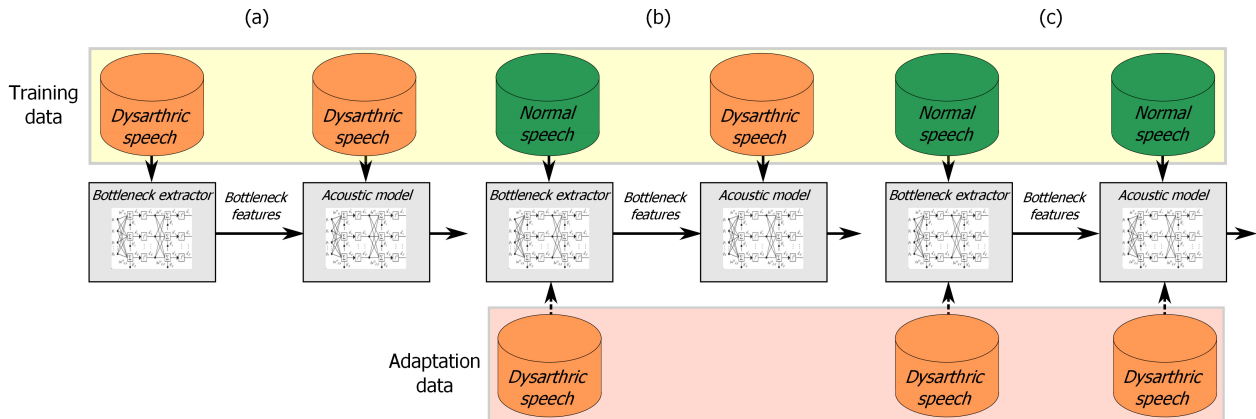 (a)
(b)
(c)
Training
data
Dysarthric
speech
Dysarthric
speech
Normal
speech
Dysarthric
speech
Normal
speech
Normal
speech
Bottleneck extractor
Bottleneck
features
Acoustic model
Bottleneck extractor
Bottleneck
features
Acoustic model
Bottleneck extractor
Bottleneck
features
Acoustic model
Adaptation
data
Dysarthric
speech
Dysarthric
speech
Dysarthric
speech